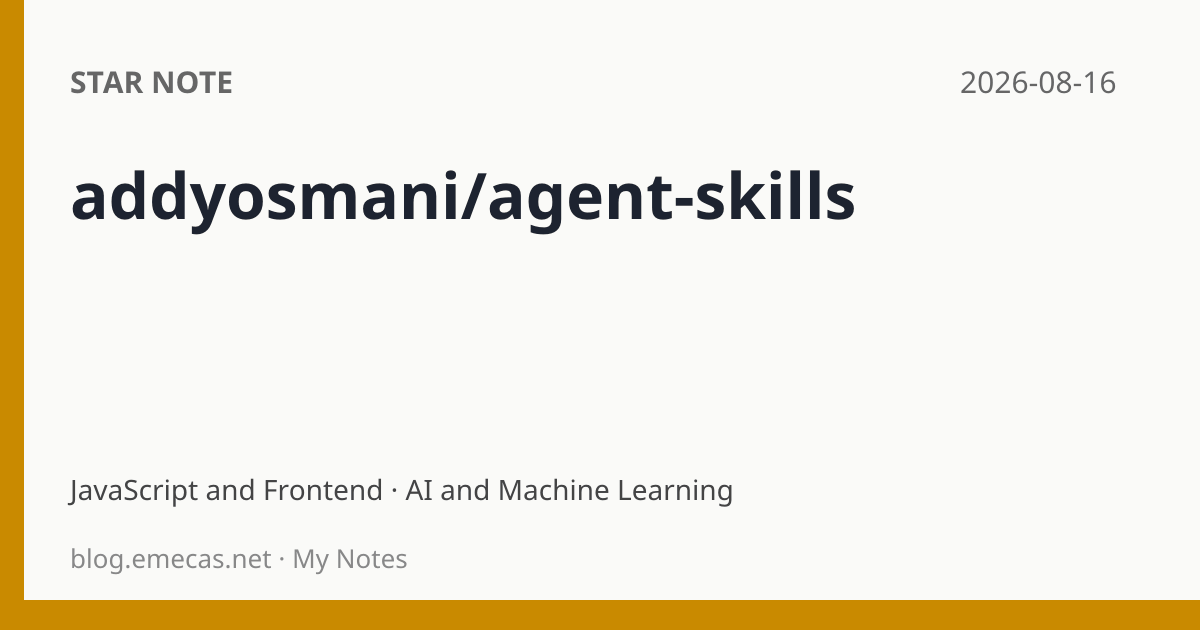 STAR NOTE
2026-08-16
addyosmani/agent-skills
JavaScript and Frontend · AI and Machine Learning
blog.emecas.net · My Notes